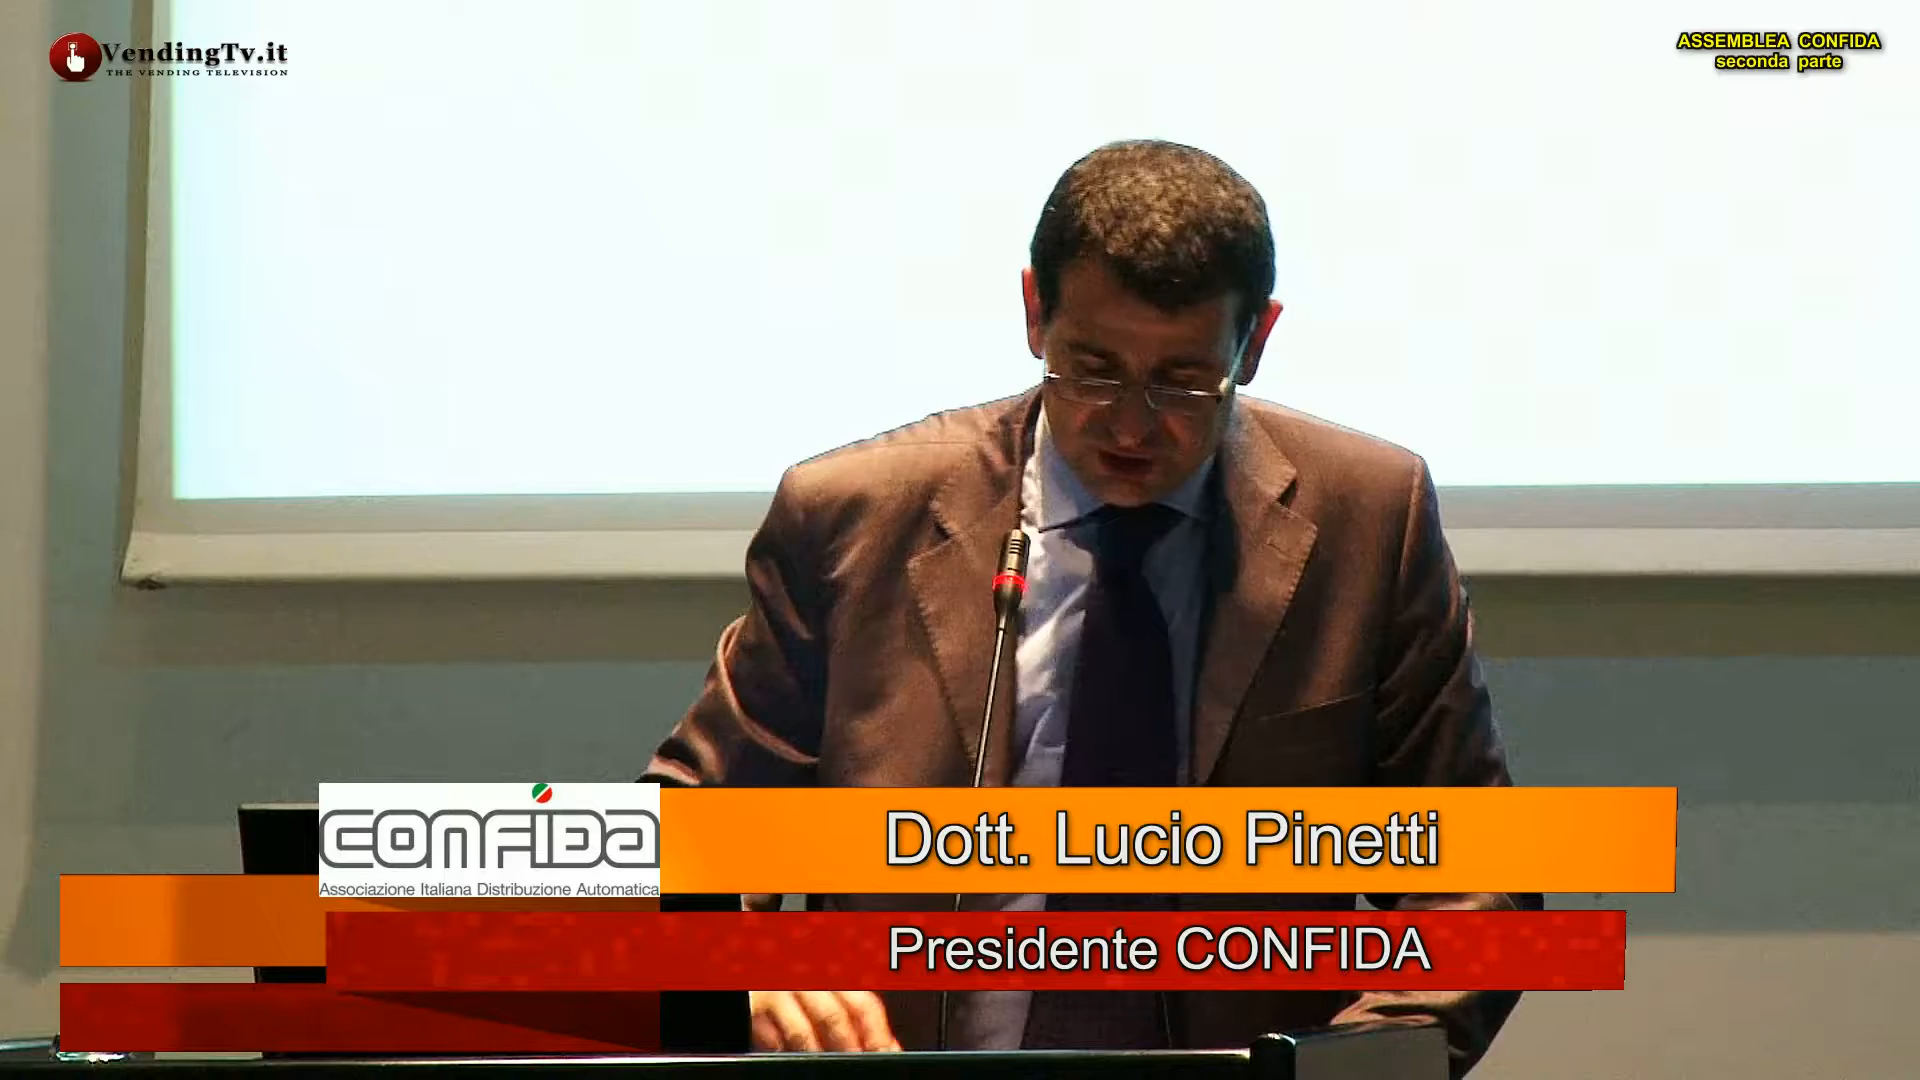 VendingTv.it
THE VENDING TELEVISION
ASSEMBLEA CONFIDA
seconda parte
CONFIDA
Associazione Italiana Distribuzione Automatica
Dott. Lucio Pinetti
Presidente CONFIDA